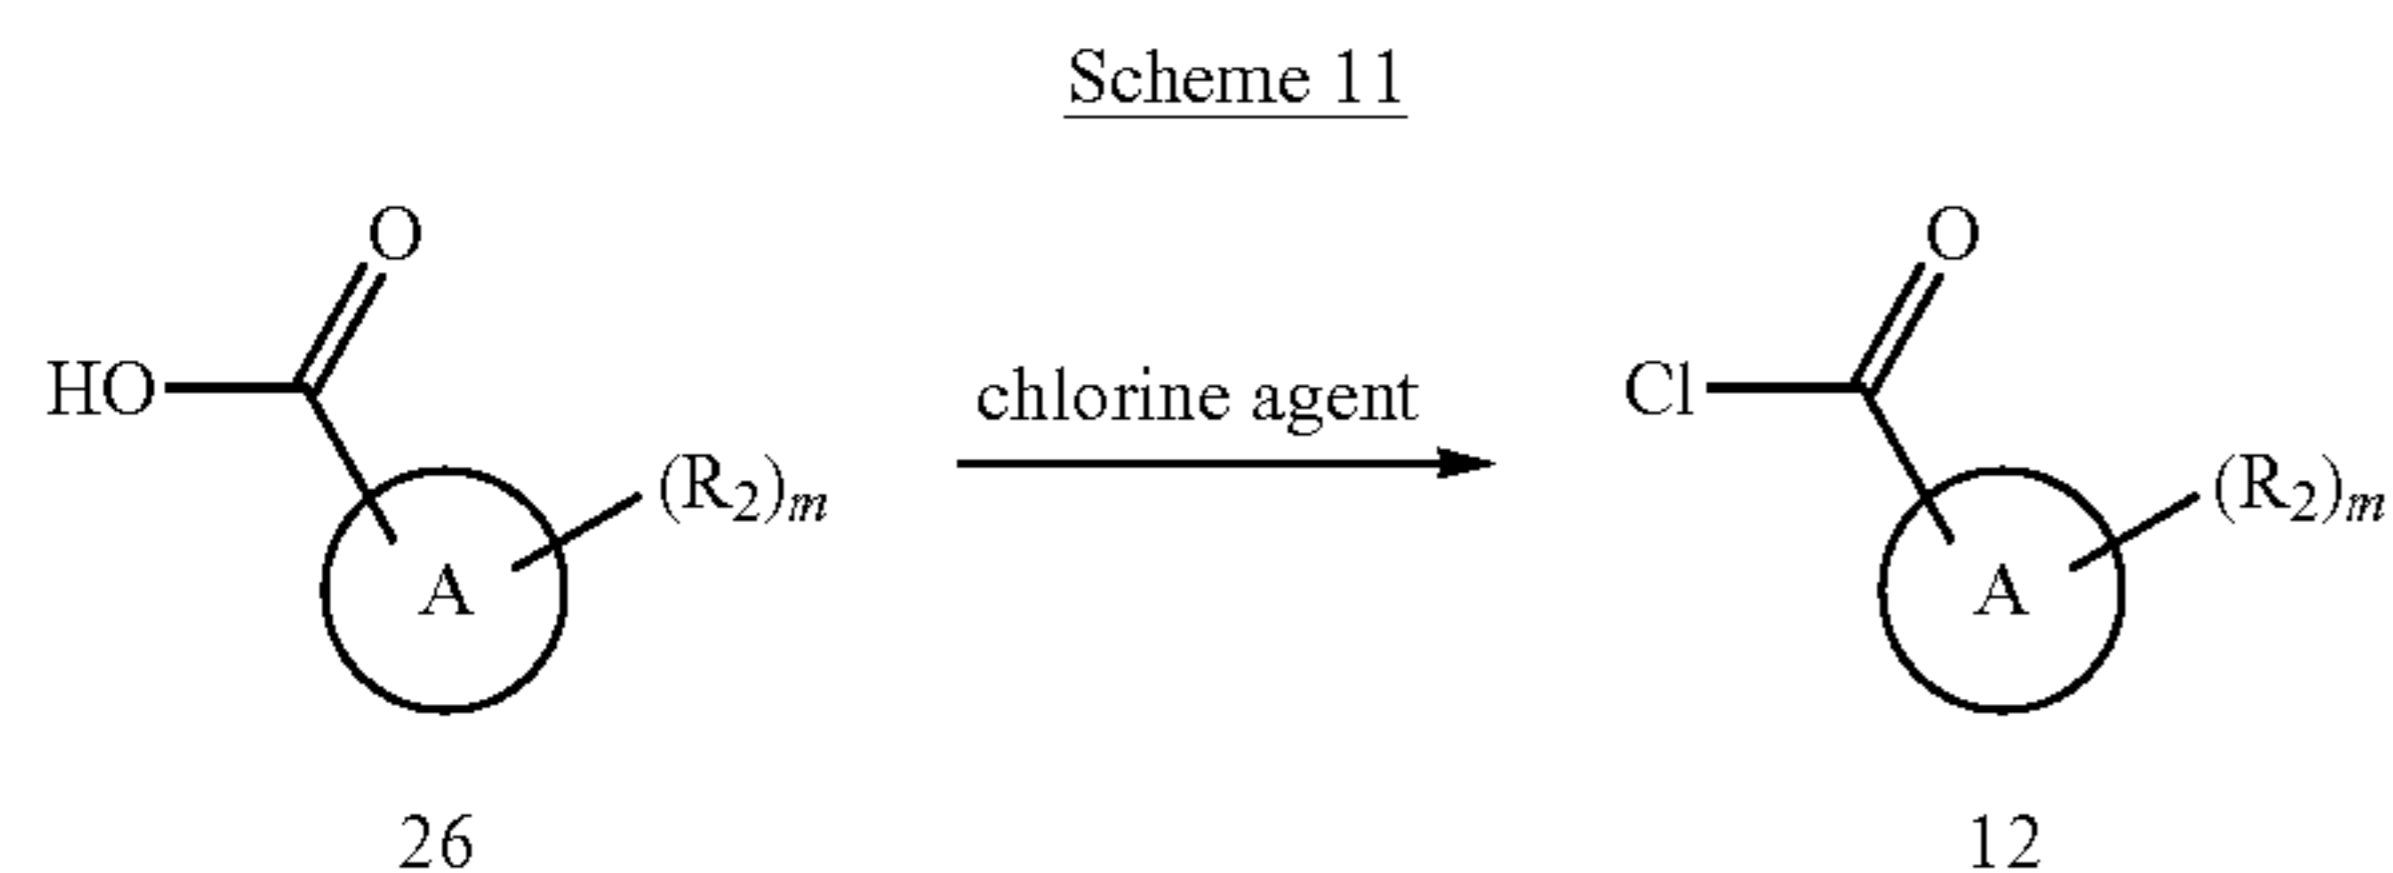 Scheme 11
O
HO
(R2)m
A
26
chlorine agent
O
Cl
(R2)m
A
12